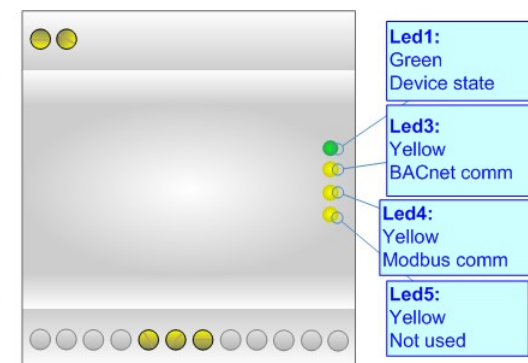 Led1:
Green
Device state
Led3:
Yellow
BACnet comm
Led4:
Yellow
Modbus comm
Led5:
Yellow
Not used